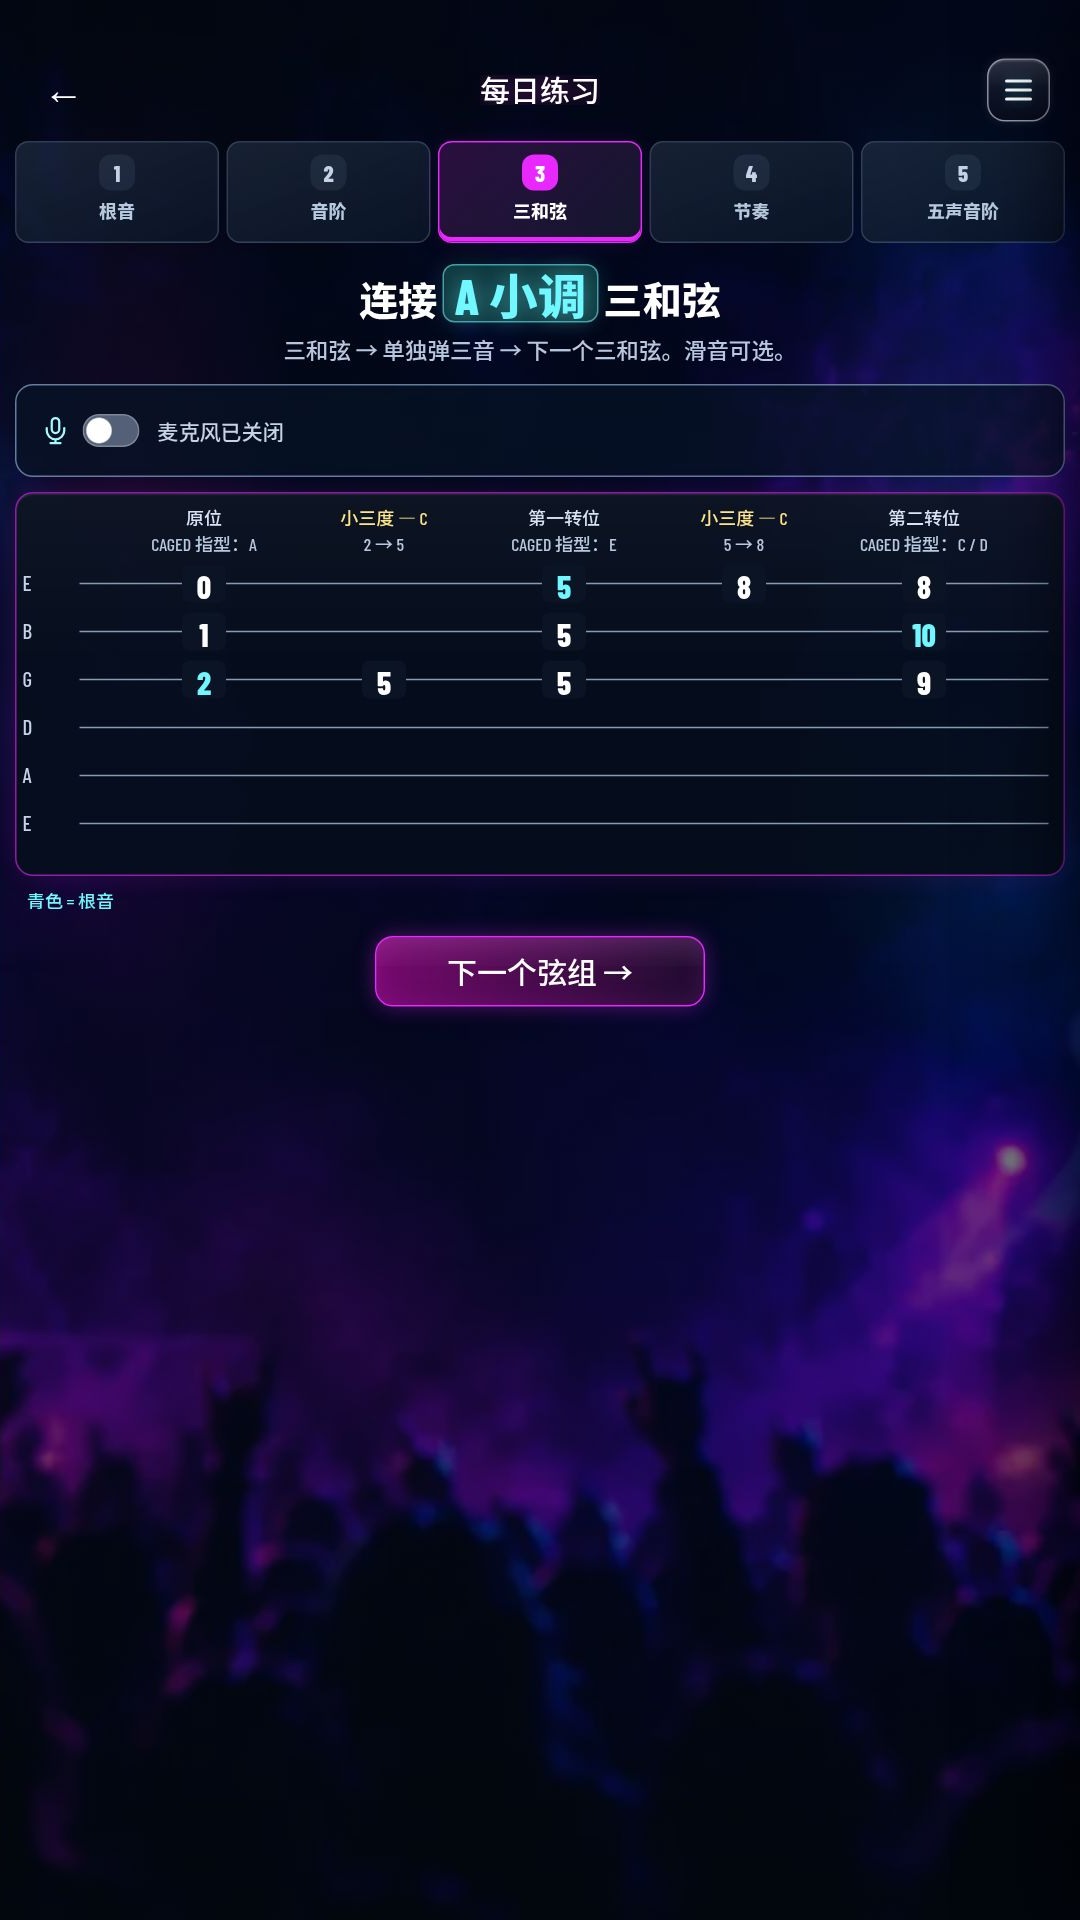 ←
每日练习
1
根音
2
音阶
3
三和弦
4
节奏
5
五声音阶
连接 A 小调 三和弦
三和弦 → 单独弹三音 → 下一个三和弦。滑音可选。
麦克风已关闭
原位 小三度 — C 第一转位 小三度 — C 第二转位
CAGED 指型：A 2 → 5 CAGED 指型：E 5 → 8 CAGED 指型：C / D
E 0 5 8 8
B 1 5 10
G 2 5 5 9
D
A
E
青色 = 根音
下一个弦组 →